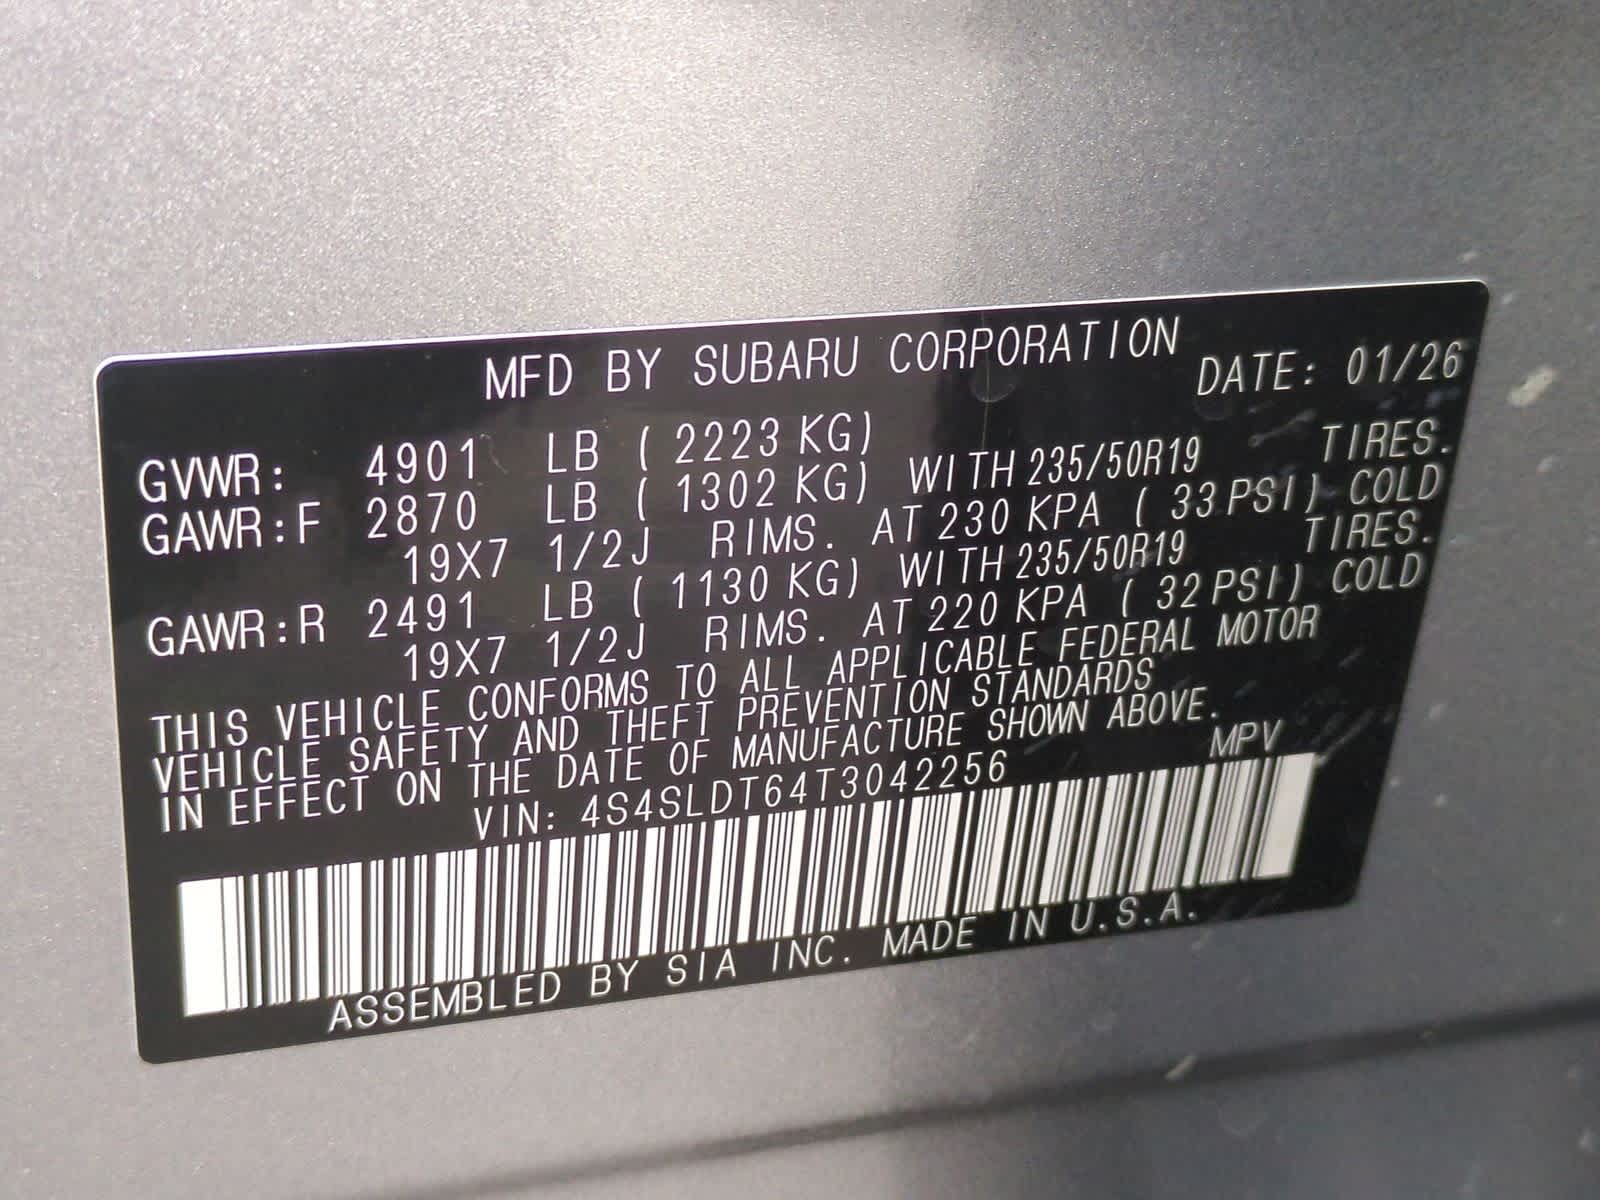 MFD BY SUBARU CORPORATION DATE: 01/26
GVWR: 4901 LB ( 2223 KG)
GAWR:F 2870 LB ( 1302 KG) WITH 235/50R19 TIRES.
19X7 1/2J RIMS. AT 230 KPA ( 33 PSI) COLD
GAWR:R 2491 LB ( 1130 KG) WITH 235/50R19 TIRES.
19X7 1/2J RIMS. AT 220 KPA ( 32 PSI) COLD
THIS VEHICLE CONFORMS TO ALL APPLICABLE FEDERAL MOTOR
VEHICLE SAFETY AND THEFT PREVENTION STANDARDS
IN EFFECT ON THE DATE OF MANUFACTURE SHOWN ABOVE.
VIN: 4S4SLDT64T3042256 MPV
ASSEMBLED BY SIA INC. MADE IN U.S.A.